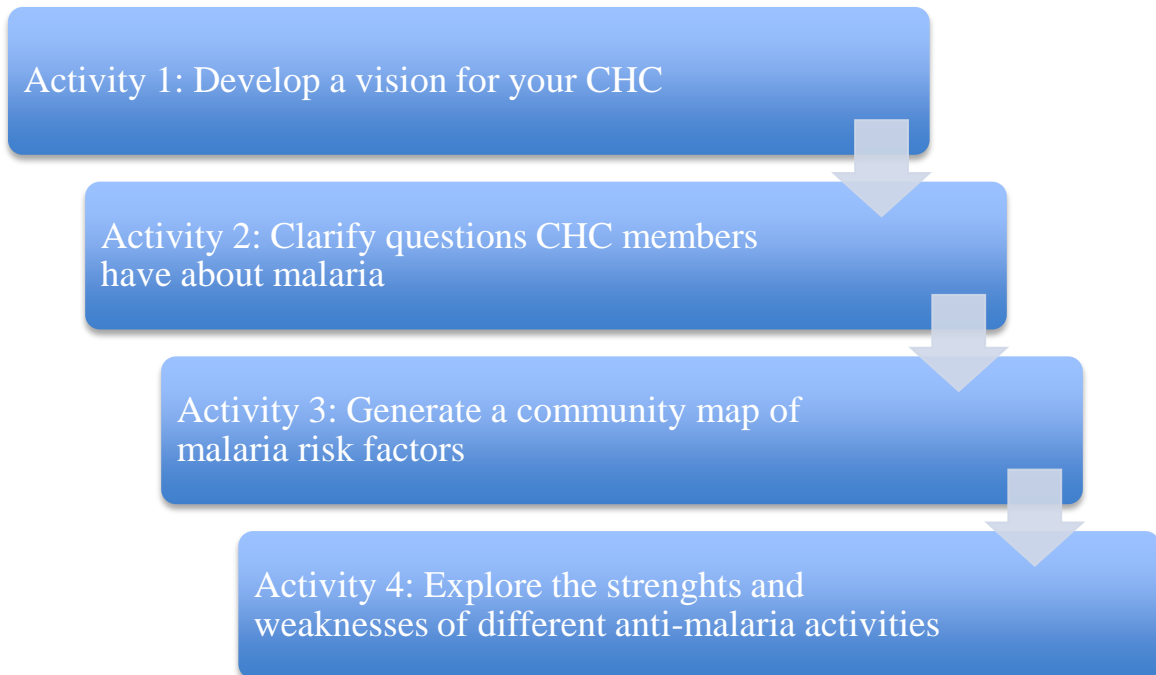 Activity 1: Develop a vision for your CHC
Activity 2: Clarify questions CHC members
have about malaria
Activity 3: Generate a community map of
malaria risk factors
Activity 4: Explore the strenghts and
weaknesses of different anti-malaria activities